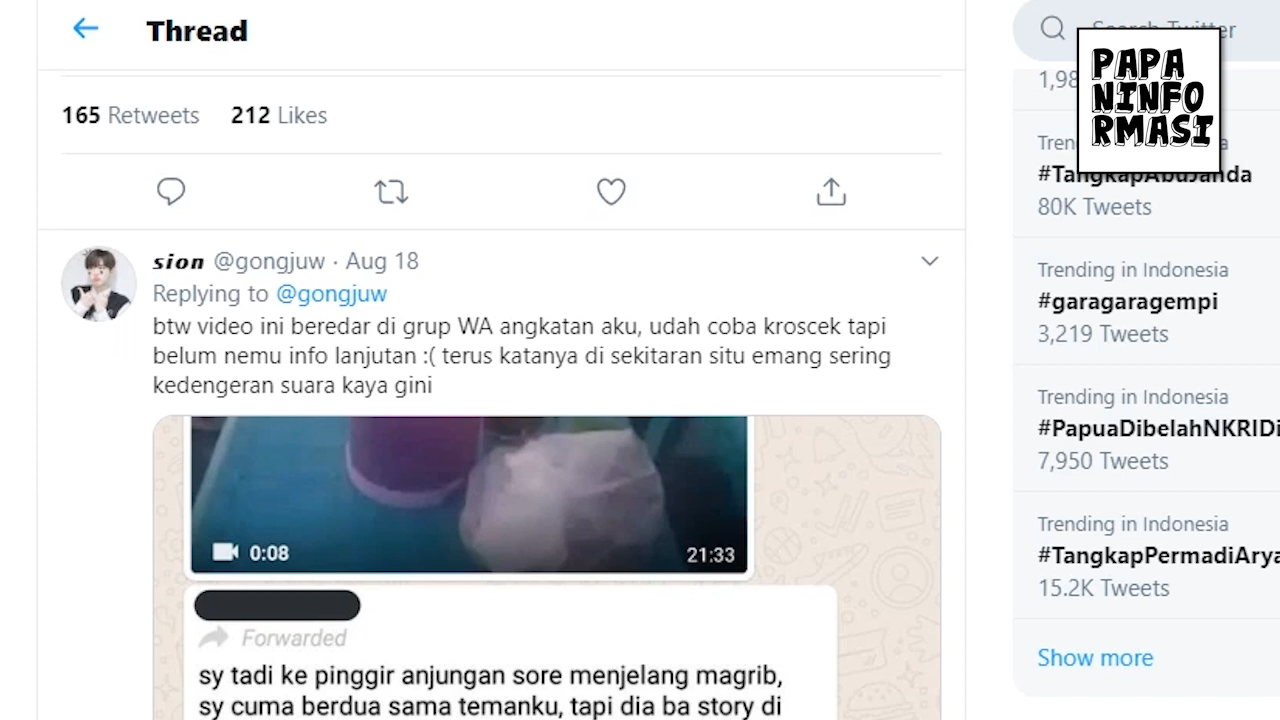 Thread
165 Retweets 212 Likes
sion @gongjuw · Aug 18
Replying to @gongjuw
btw video ini beredar di grup WA angkatan aku, udah coba kroscek tapi
belum nemu info lanjutan :( terus katanya di sekitaran situ emang sering
kedengeran suara kaya gini
0:08
21:33
Forwarded
sy tadi ke pinggir anjungan sore menjelang magrib,
sy cuma berdua sama temanku, tapi dia ba story di
Search Twitter
PAPA
NINFO
RMASI
#TangkapAbuJanda
80K Tweets
Trending in Indonesia
#garagaragempi
3,219 Tweets
Trending in Indonesia
#PapuaDibelahNKRIDi
7,950 Tweets
Trending in Indonesia
#TangkapPermadiArya
15.2K Tweets
Show more